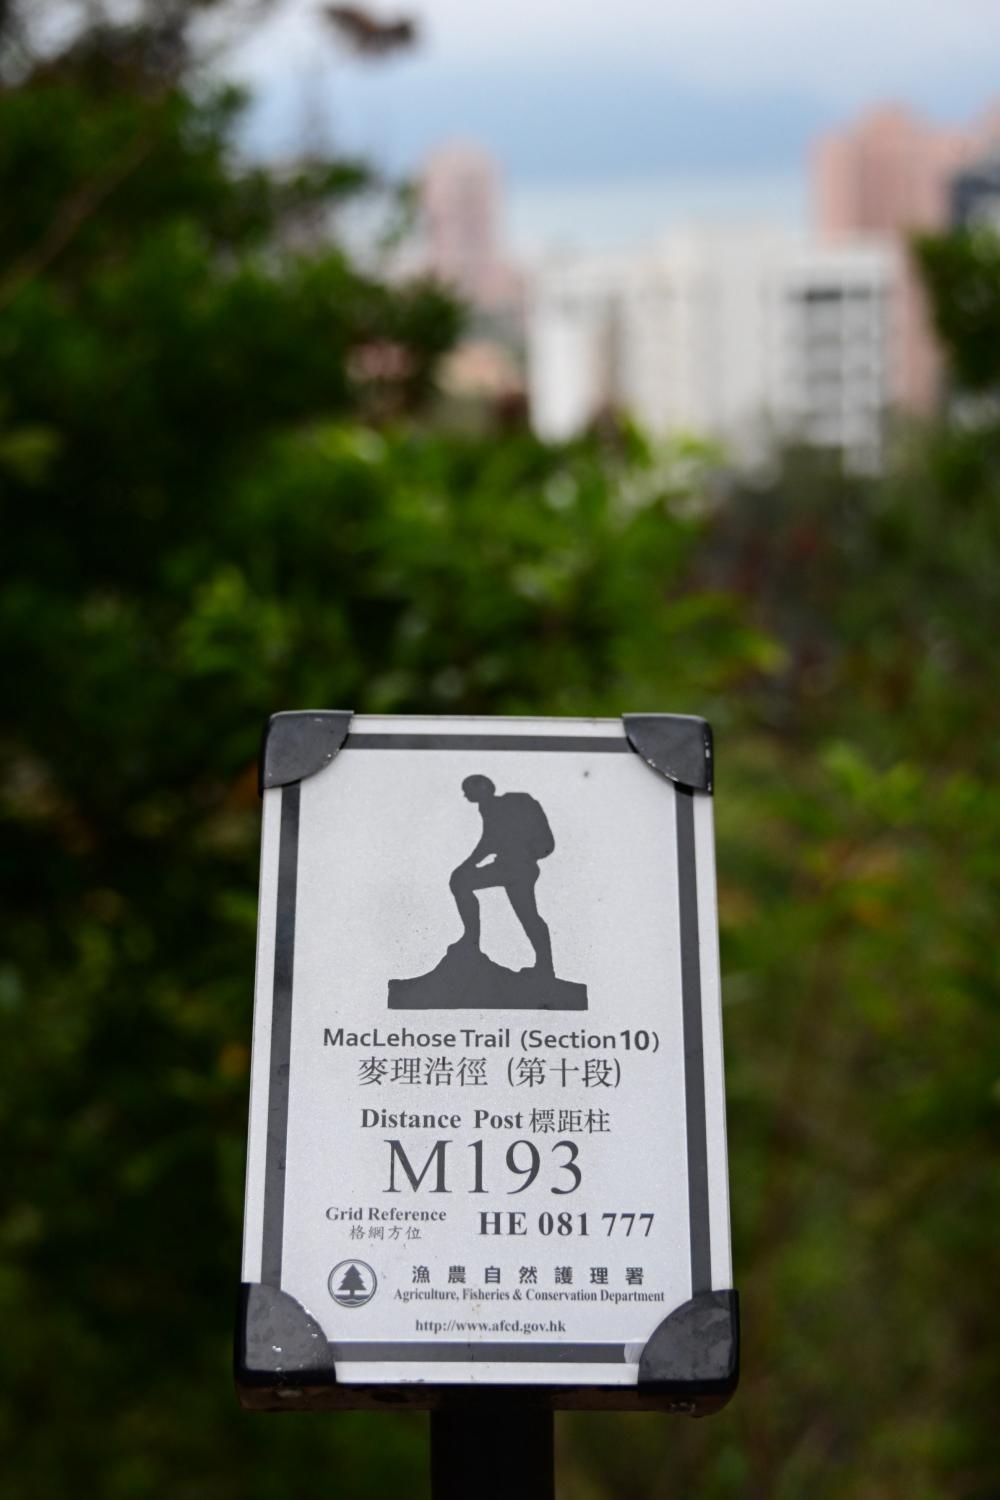 MacLehose Trail (Section 10)
麥理浩徑 (第十段)
Distance Post 標距柱
M193
Grid Reference HE 081 777
格網方位
漁農自然護理署
Agriculture, Fisheries & Conservation Department
http://www.afcd.gov.hk